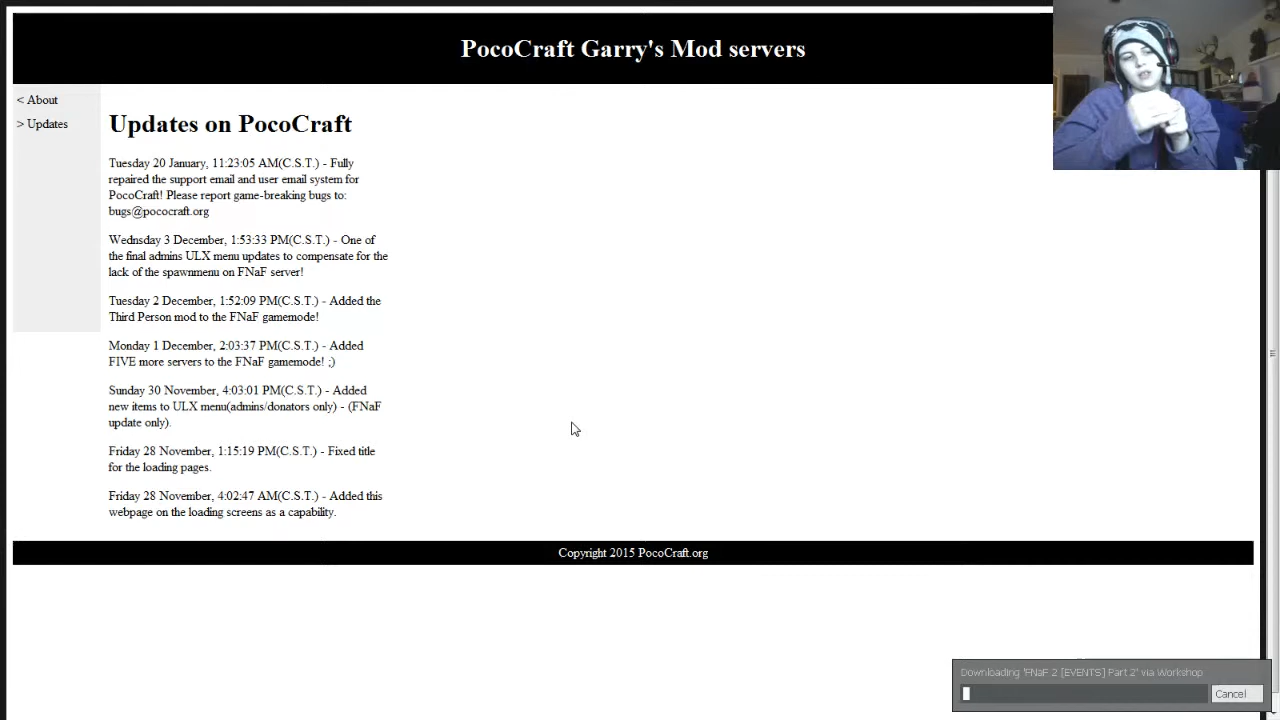 PocoCraft Garry's Mod servers
< About
> Updates
Updates on PocoCraft
Tuesday 20 January, 11:23:05 AM(C.S.T.) - Fully
repaired the support email and user email system for
PocoCraft! Please report game-breaking bugs to:
bugs@pococraft.org
Wednsday 3 December, 1:53:33 PM(C.S.T.) - One of
the final admins ULX menu updates to compensate for the
lack of the spawnmenu on FNaF server!
Tuesday 2 December, 1:52:09 PM(C.S.T.) - Added the
Third Person mod to the FNaF gamemode!
Monday 1 December, 2:03:37 PM(C.S.T.) - Added
FIVE more servers to the FNaF gamemode! ;)
Sunday 30 November, 4:03:01 PM(C.S.T.) - Added
new items to ULX menu(admins/donators only) - (FNaF
update only).
Friday 28 November, 1:15:19 PM(C.S.T.) - Fixed title
for the loading pages.
Friday 28 November, 4:02:47 AM(C.S.T.) - Added this
webpage on the loading screens as a capability.
Copyright 2015 PocoCraft.org
Downloading "FNaF 2 [EVENTS] Part 2" via Workshop
Cancel